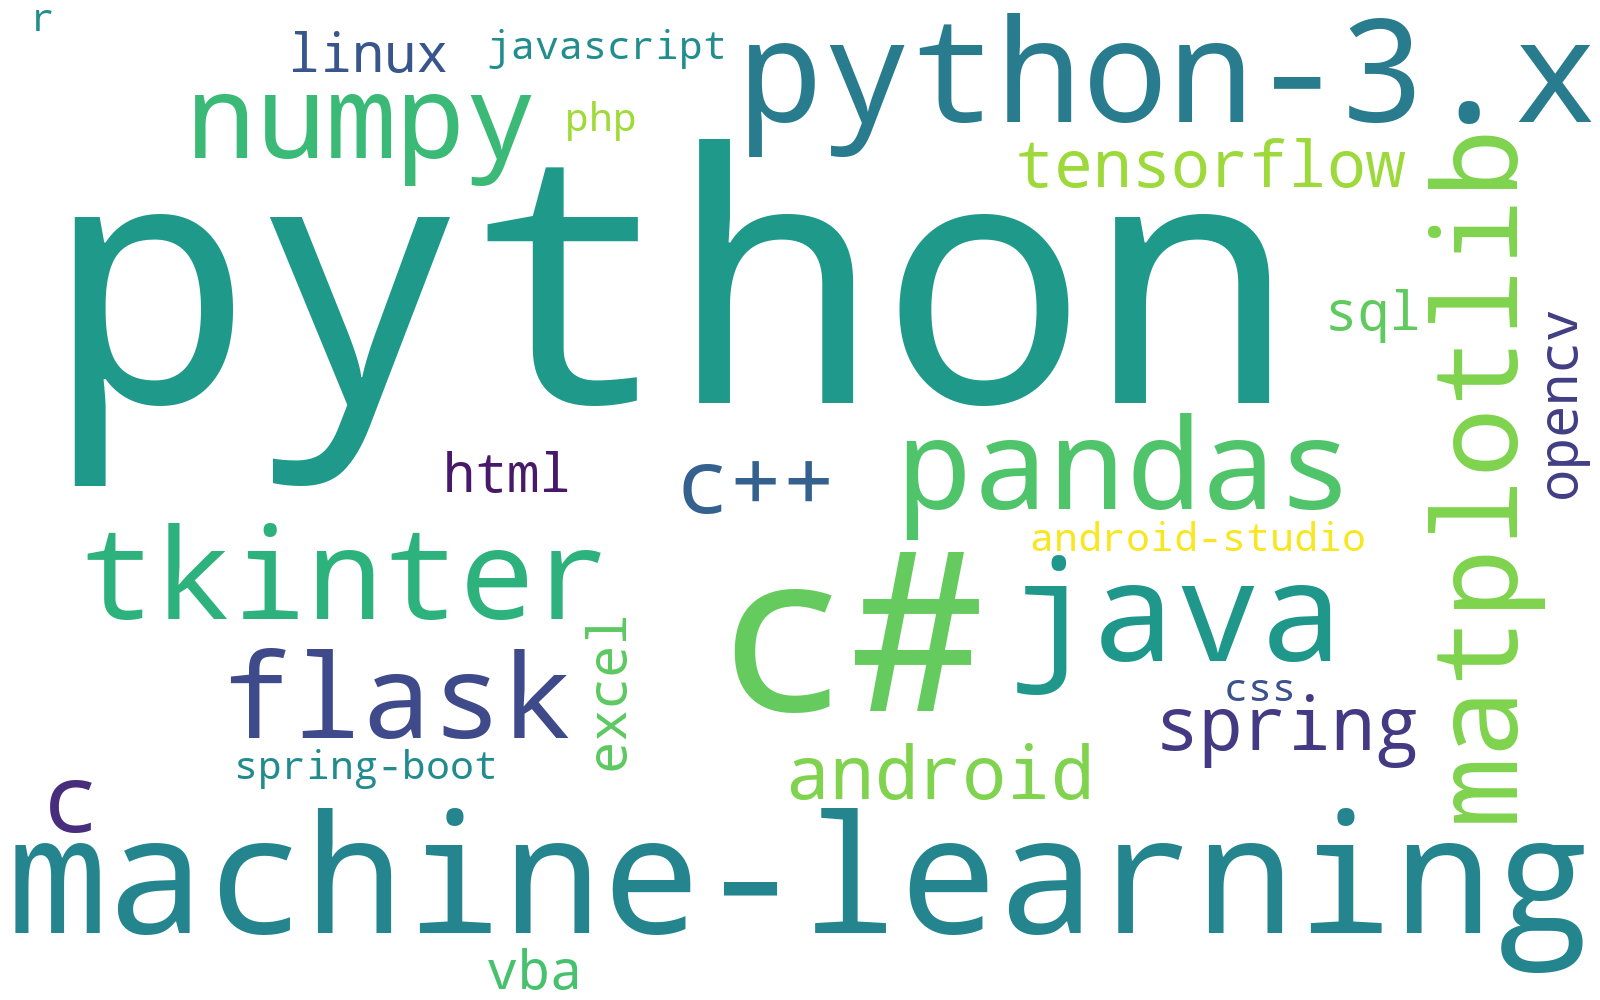 r
linux
javascript
python-3.x
numpy
php
tensorflow
python
matplotlib
sql
opencv
html
c++
pandas
tkinter
android-studio
c#
java
flask
excel
css
spring
spring-boot
android
c
machine-learning
vba